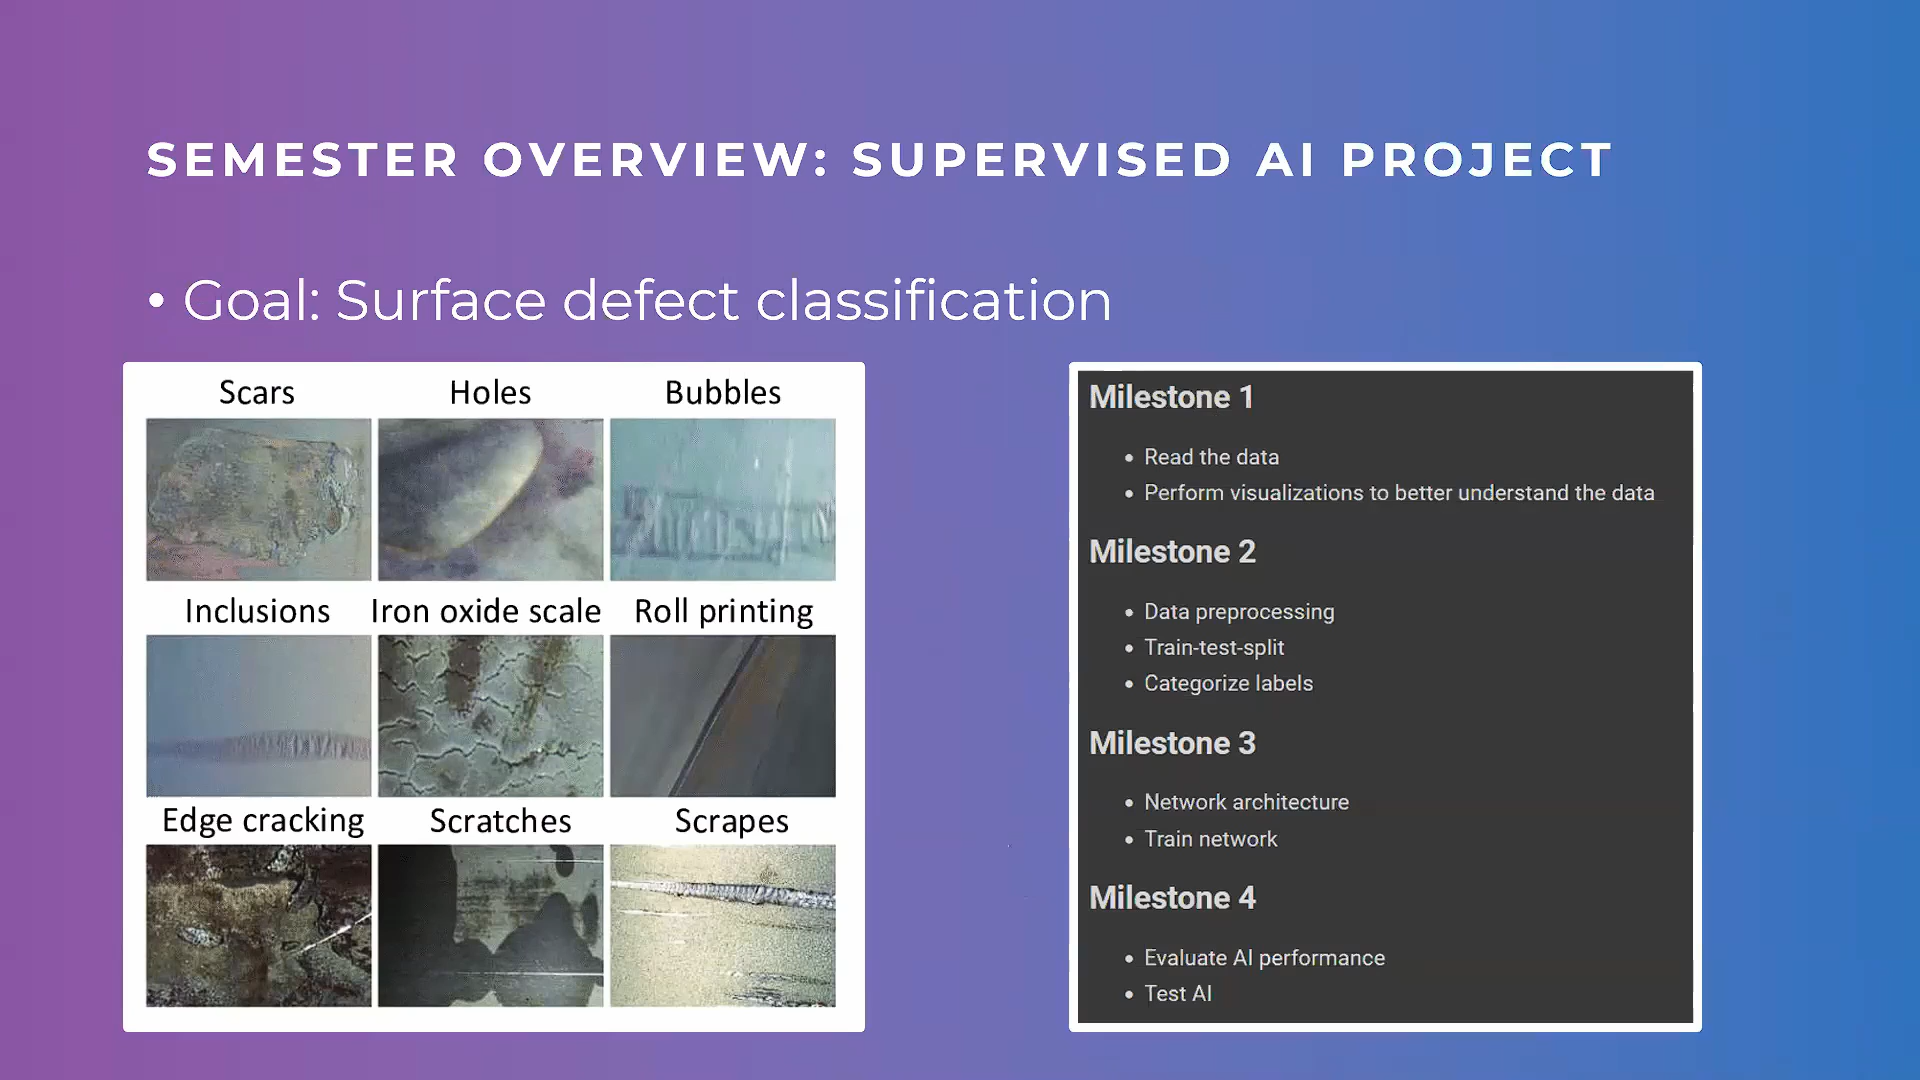 SEMESTER OVERVIEW: SUPERVISED AI PROJECT
• Goal: Surface defect classification
Scars Holes Bubbles
Inclusions Iron oxide scale Roll printing
Edge cracking Scratches Scrapes
Milestone 1
• Read the data
• Perform visualizations to better understand the data
Milestone 2
• Data preprocessing
• Train-test-split
• Categorize labels
Milestone 3
• Network architecture
• Train network
Milestone 4
• Evaluate AI performance
• Test AI